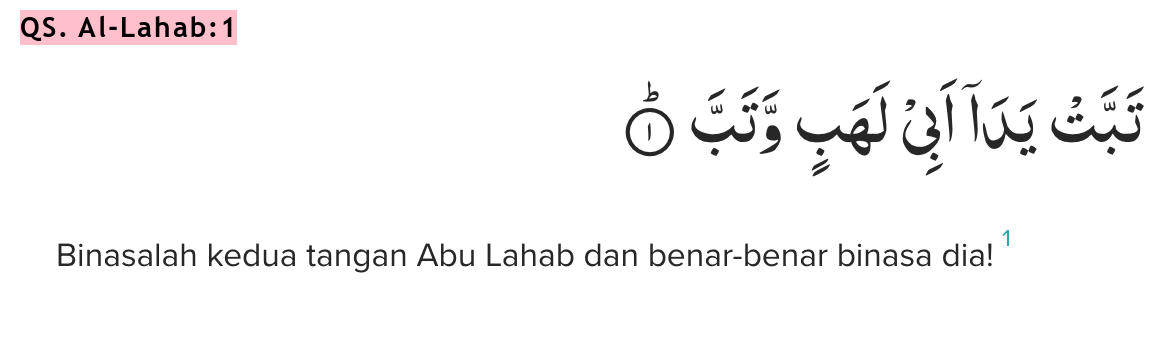 QS. Al-Lahab:1
تَبَّتْ يَدَآ اَبِيْ لَهَبٍ وَّتَبَّۗ ١
Binasalah kedua tangan Abu Lahab dan benar-benar binasa dia! 1